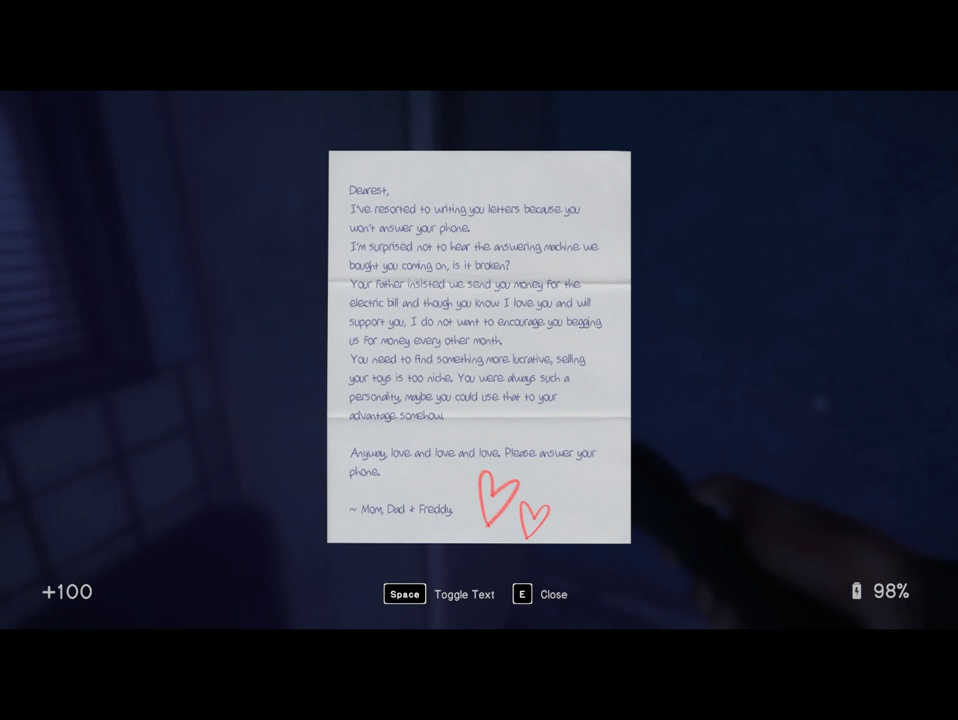 Dearest,
I've resorted to writing you letters because you
won't answer your phone.
I'm surprised not to hear the answering machine we
bought you coming on, is it broken?
Your father insisted we send you money for the
electric bill and though you know I love you and will
support you, I do not want to encourage you begging
us for money every other month.
You need to find something more lucrative, selling
your toys is too niche. You were always such a
personality, maybe you could use that to your
advantage somehow.
Anyway, love and love and love. Please answer your
phone.
~ Mom, Dad & Freddy.
+100
Space Toggle Text E Close
98%